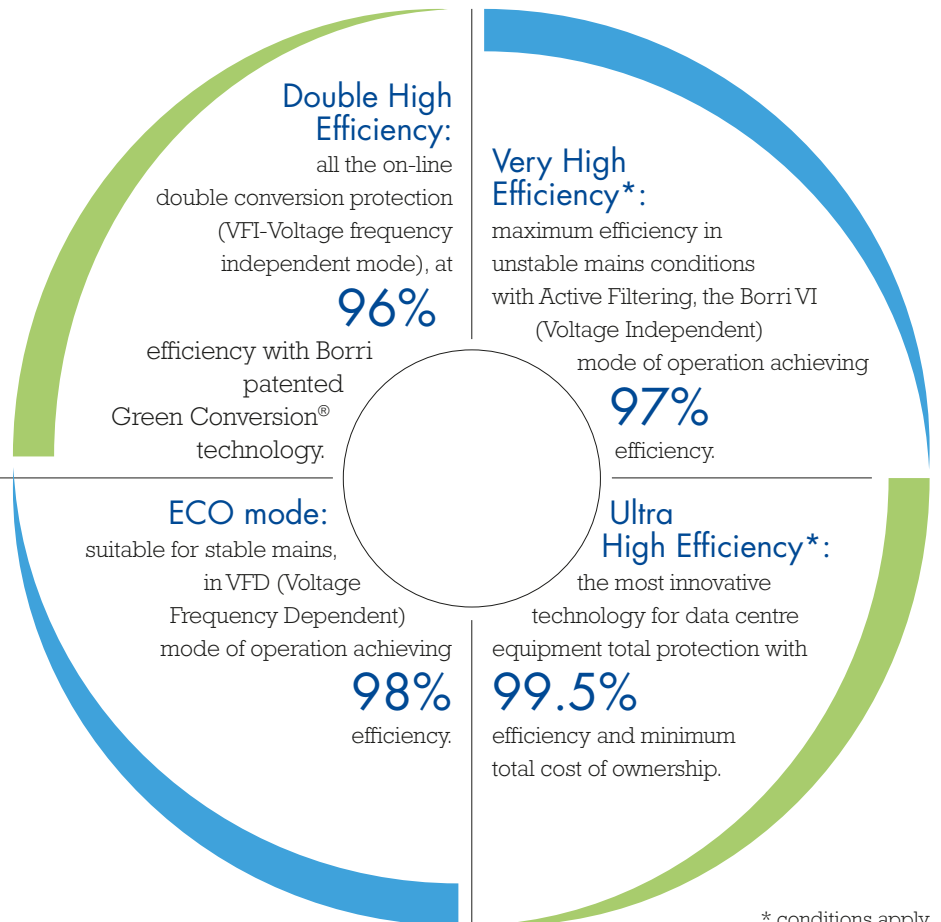 Double High
Efficiency:
all the on-line
double conversion protection
(VFI-Voltage frequency
independent mode), at
96%
efficiency with Borri
patented
Green Conversion®
technology.
Very High
Efficiency*:
maximum efficiency in
unstable mains conditions
with Active Filtering, the Borri VI
(Voltage Independent)
mode of operation achieving
97%
efficiency.
ECO mode:
suitable for stable mains,
in VFD (Voltage
Frequency Dependent)
mode of operation achieving
98%
efficiency.
Ultra
High Efficiency*:
the most innovative
technology for data centre
equipment total protection with
99.5%
efficiency and minimum
total cost of ownership.
* conditions apply